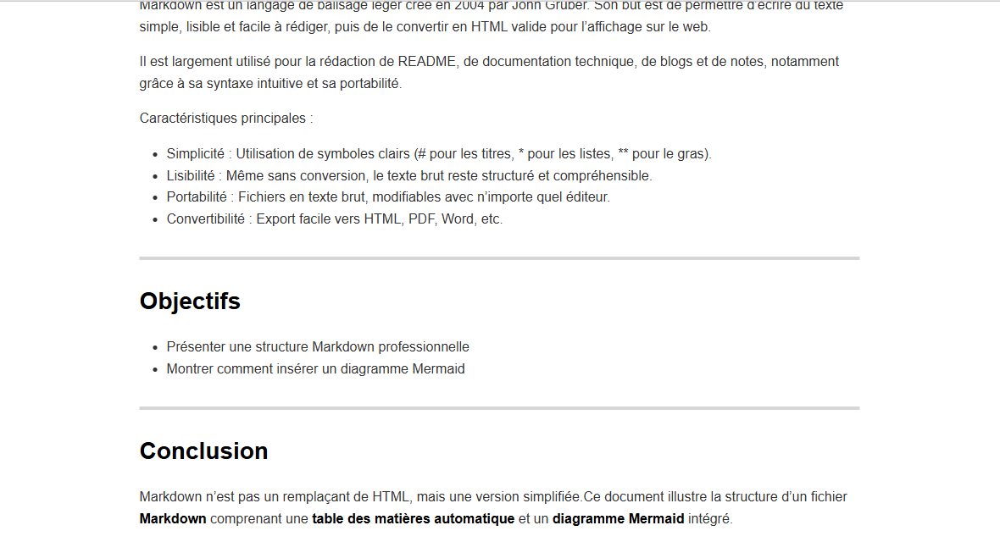 Markdown est un langage de balisage léger créé en 2004 par John Gruber. Son but est de permettre d’écrire du texte
simple, lisible et facile à rédiger, puis de le convertir en HTML valide pour l’affichage sur le web.
Il est largement utilisé pour la rédaction de README, de documentation technique, de blogs et de notes, notamment
grâce à sa syntaxe intuitive et sa portabilité.
Caractéristiques principales :
• Simplicité : Utilisation de symboles clairs (# pour les titres, * pour les listes, ** pour le gras).
• Lisibilité : Même sans conversion, le texte brut reste structuré et compréhensible.
• Portabilité : Fichiers en texte brut, modifiables avec n’importe quel éditeur.
• Convertibilité : Export facile vers HTML, PDF, Word, etc.
Objectifs
• Présenter une structure Markdown professionnelle
• Montrer comment insérer un diagramme Mermaid
Conclusion
Markdown n’est pas un remplaçant de HTML, mais une version simplifiée.Ce document illustre la structure d’un fichier
Markdown comprenant une table des matières automatique et un diagramme Mermaid intégré.